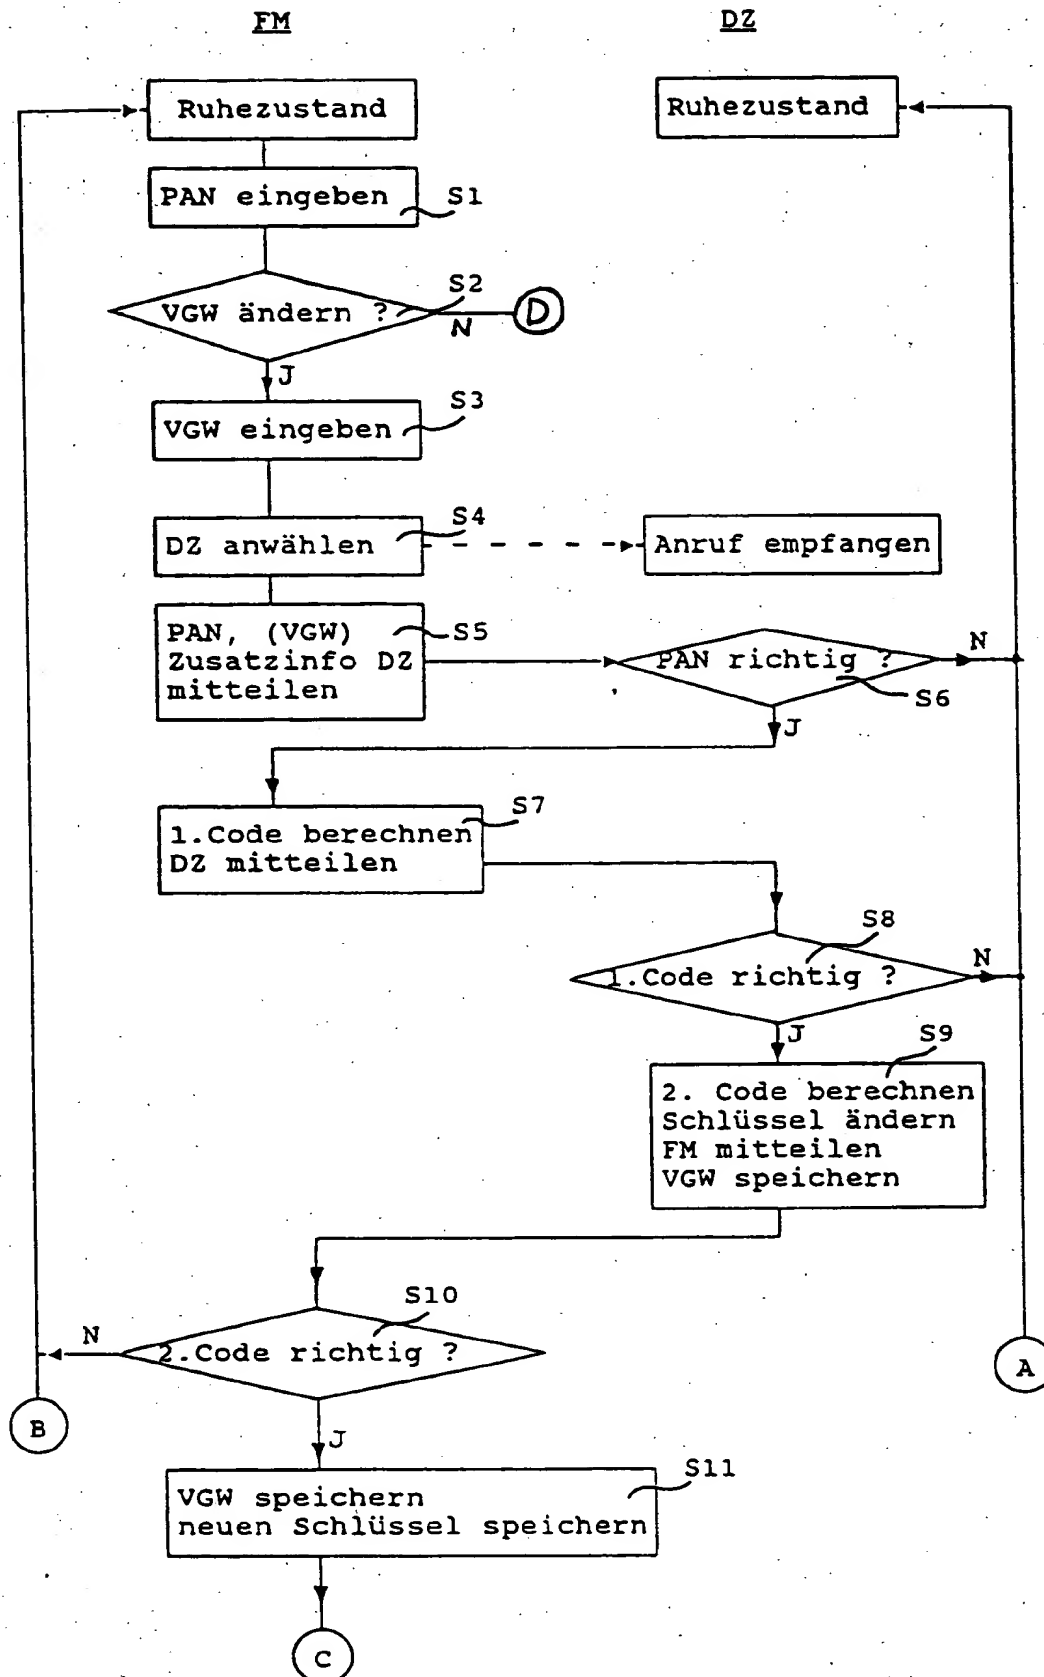 FM
DZ
Ruhezustand
Ruhezustand
PAN eingeben
S1
VGW ändern ?
S2
N
D
J
VGW eingeben
S3
DZ anwählen
S4
Anruf empfangen
PAN, (VGW)
Zusatzinfo DZ
mitteilen
S5
PAN richtig ?
N
S6
J
1.Code berechnen
DZ mitteilen
S7
1.Code richtig ?
S8
N
J
S9
2. Code berechnen
Schlüssel ändern
FM mitteilen
VGW speichern
S10
N
2.Code richtig ?
A
B
J
VGW speichern
neuen Schlüssel speichern
S11
C